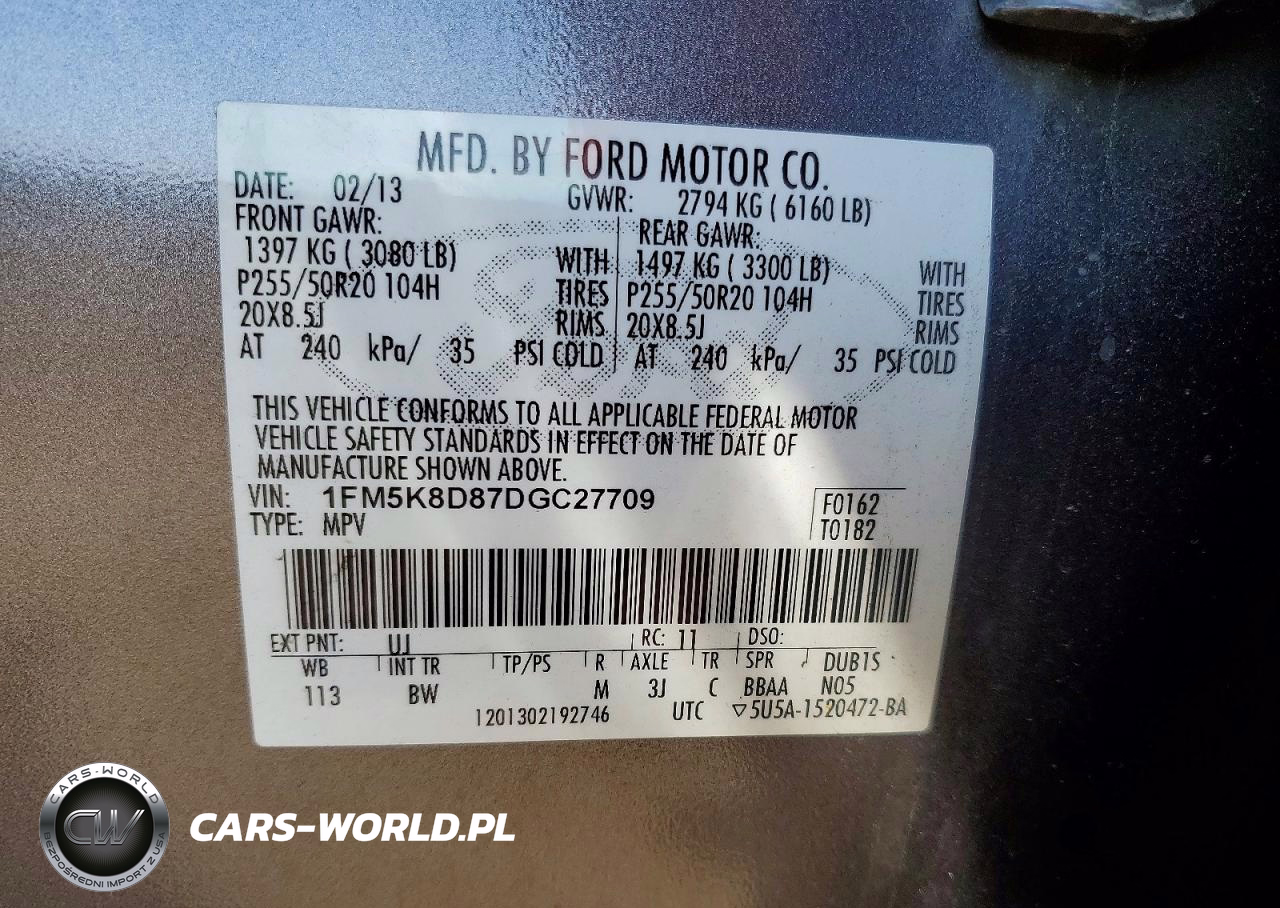 MFD. BY FORD MOTOR CO.
DATE: 02/13 GVWR: 2794 KG ( 6160 LB)
FRONT GAWR: REAR GAWR:
1397 KG ( 3080 LB) WITH 1497 KG ( 3300 LB) WITH
P255/50R20 104H TIRES P255/50R20 104H TIRES
20X8.5J RIMS 20X8.5J RIMS
AT 240 kPa/ 35 PSI COLD AT 240 kPa/ 35 PSI COLD
THIS VEHICLE CONFORMS TO ALL APPLICABLE FEDERAL MOTOR
VEHICLE SAFETY STANDARDS IN EFFECT ON THE DATE OF
MANUFACTURE SHOWN ABOVE.
VIN: 1FM5K8D87DGC27709 F0162
TYPE: MPV T0182
EXT PNT: UJ RC: 11 DSO:
WB INT TR TP/PS R AXLE TR SPR DUB1S
113 BW M 3J C BBAA N05
1201302192746 UTC ▽5U5A-1520472-BA
CARS-WORLD
CW
BEZPOŚREDNI IMPORT Z USA
CARS-WORLD.PL